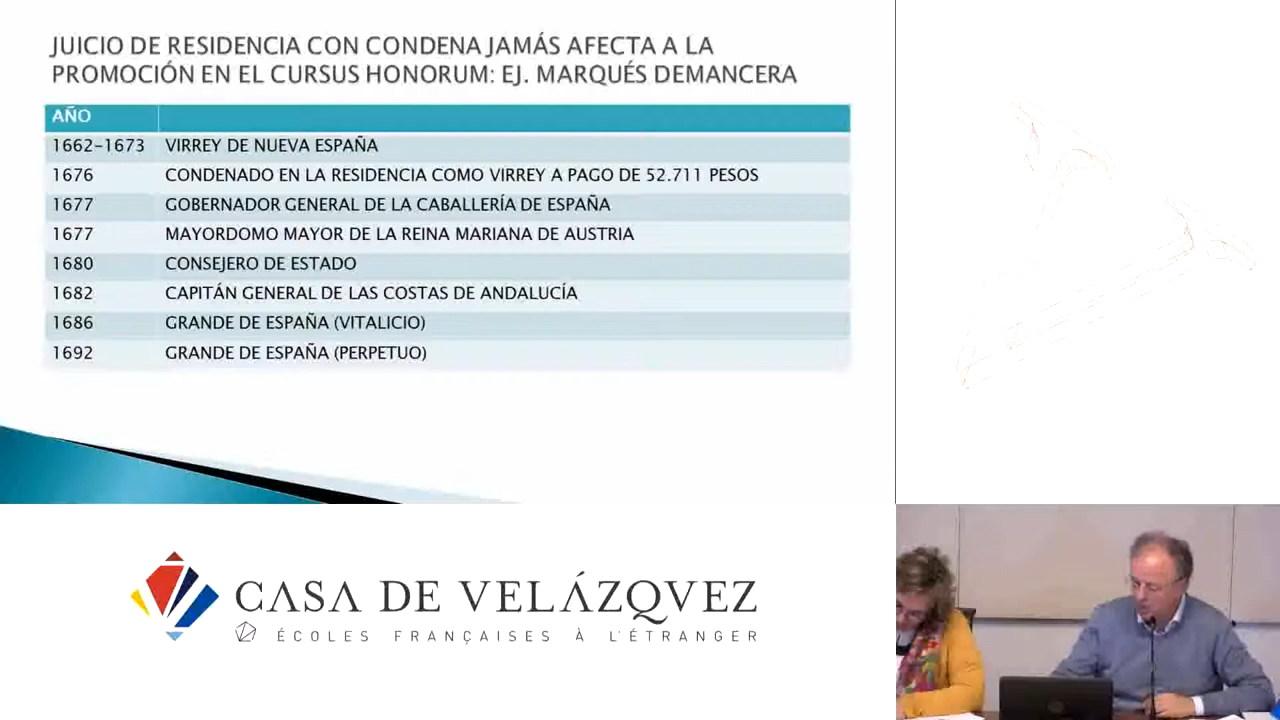 JUICIO DE RESIDENCIA CON CONDENA JAMÁS AFECTA A LA
PROMOCIÓN EN EL CURSUS HONORUM: EJ. MARQUÉS DEMANCERA
AÑO
1662-1673 VIRREY DE NUEVA ESPAÑA
1676 CONDENADO EN LA RESIDENCIA COMO VIRREY A PAGO DE 52.711 PESOS
1677 GOBERNADOR GENERAL DE LA CABALLERÍA DE ESPAÑA
1677 MAYORDOMO MAYOR DE LA REINA MARIANA DE AUSTRIA
1680 CONSEJERO DE ESTADO
1682 CAPITÁN GENERAL DE LAS COSTAS DE ANDALUCÍA
1686 GRANDE DE ESPAÑA (VITALICIO)
1692 GRANDE DE ESPAÑA (PERPETUO)
CASA DE VELÁZQVEZ
ÉCOLES FRANÇAISES À L'ÉTRANGER